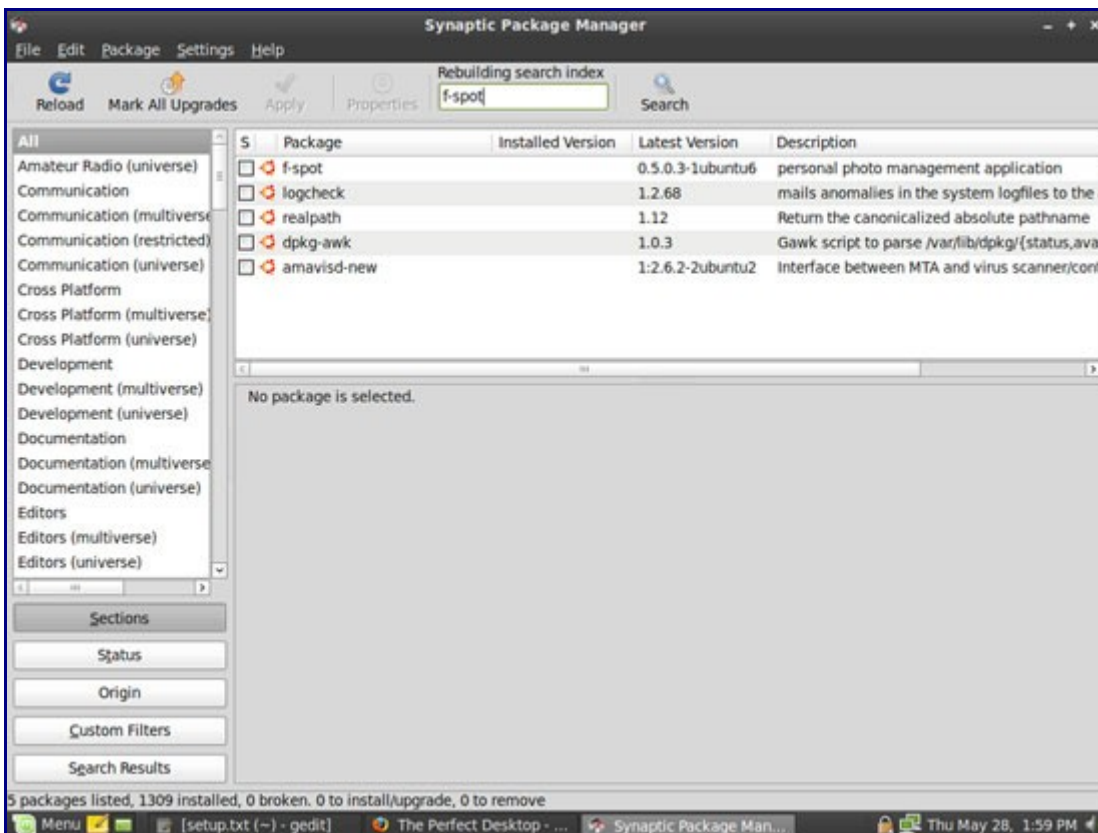 Synaptic Package Manager
File Edit Package Settings Help
Reload
Mark All Upgrades
Apply
Properties
Rebuilding search index
f-spot
Search
All
Amateur Radio (universe)
Communication
Communication (multiverse
Communication (restricted)
Communication (universe)
Cross Platform
Cross Platform (multiverse)
Cross Platform (universe)
Development
Development (multiverse)
Development (universe)
Documentation
Documentation (multiverse
Documentation (universe)
Editors
Editors (multiverse)
Editors (universe)
Sections
Status
Origin
Custom Filters
Search Results
S Package Installed Version Latest Version Description
f-spot 0.5.0.3-1ubuntu6 personal photo management application
logcheck 1.2.68 mails anomalies in the system logfiles to the
realpath 1.12 Return the canonicalized absolute pathname
dpkg-awk 1.0.3 Gawk script to parse /var/lib/dpkg/{status,ava
amavisd-new 1:2.6.2-2ubuntu2 Interface between MTA and virus scanner/con
No package is selected.
5 packages listed, 1309 installed, 0 broken. 0 to install/upgrade, 0 to remove
Menu [setup.txt (~) - gedit] The Perfect Desktop - ... Synaptic Package Man... Thu May 28, 1:59 PM